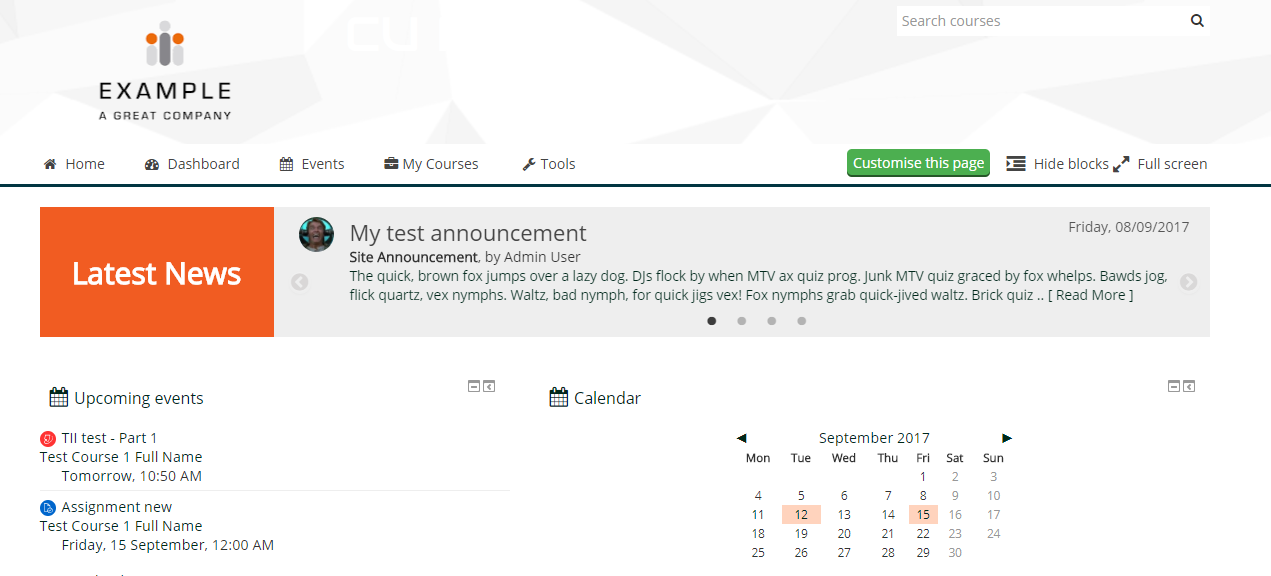 CU
Search courses
EXAMPLE
A GREAT COMPANY
Home Dashboard Events My Courses Tools Customise this page Hide blocks Full screen
Latest News
My test announcement
Friday, 08/09/2017
Site Announcement, by Admin User
The quick, brown fox jumps over a lazy dog. DJs flock by when MTV ax quiz prog. Junk MTV quiz graced by fox whelps. Bawds jog,
flick quartz, vex nymphs. Waltz, bad nymph, for quick jigs vex! Fox nymphs grab quick-jived waltz. Brick quiz .. [ Read More ]
Upcoming events
TII test - Part 1
Test Course 1 Full Name
Tomorrow, 10:50 AM
Assignment new
Test Course 1 Full Name
Friday, 15 September, 12:00 AM
Calendar
◄ September 2017 ►
Mon Tue Wed Thu Fri Sat Sun
1 2 3
4 5 6 7 8 9 10
11 12 13 14 15 16 17
18 19 20 21 22 23 24
25 26 27 28 29 30